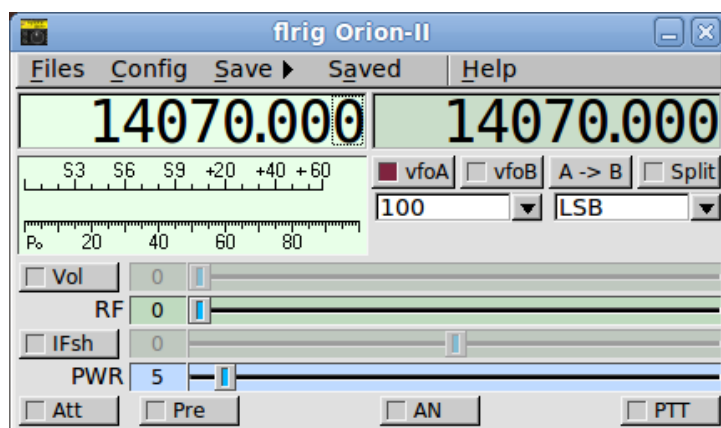 flrig Orion-II
Files Config Save Saved Help
14070.000 14070.000
S3 S6 S9 +20 +40 +60
vfoA vfoB A -> B Split
100 LSB
Po 20 40 60 80
Vol 0
RF 0
IFsh 0
PWR 5
Att Pre AN PTT